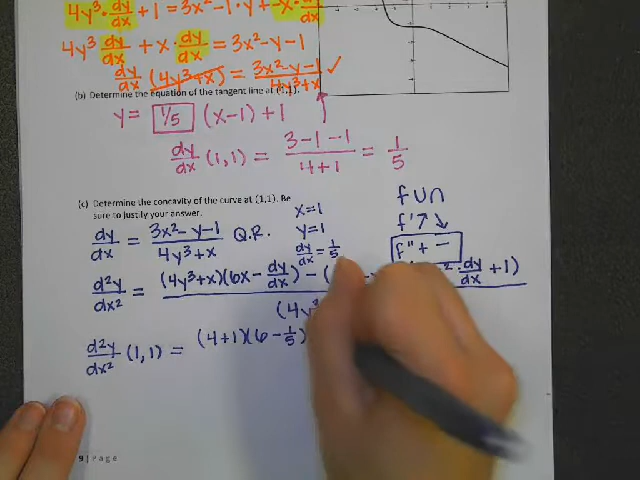 4y³·dy/dx + 1 = 3x² - 1·y + -x·dy/dx
4y³ dy/dx + x·dy/dx = 3x² - y - 1
dy/dx (4y³+x) = 3x²-y-1 / 4y³+x ✓
(b) Determine the equation of the tangent line at (1,1).
y = 1/5 (x-1) + 1
dy/dx (1,1) = 3-1-1 / 4+1 = 1/5
(c) Determine the concavity of the curve at (1,1). Be
sure to justify your answer.
x=1
y=1
dy/dx = 1/5
f ∪ ∩
f' ↗ ↘
f'' + -
dy/dx = 3x²-y-1 / 4y³+x Q.R.
d²y/dx² = (4y³+x)(6x - dy/dx) - ( ² · dy/dx + 1)
(4y³
d²y/dx² (1,1) = (4+1)(6 - 1/5)
9 | Page